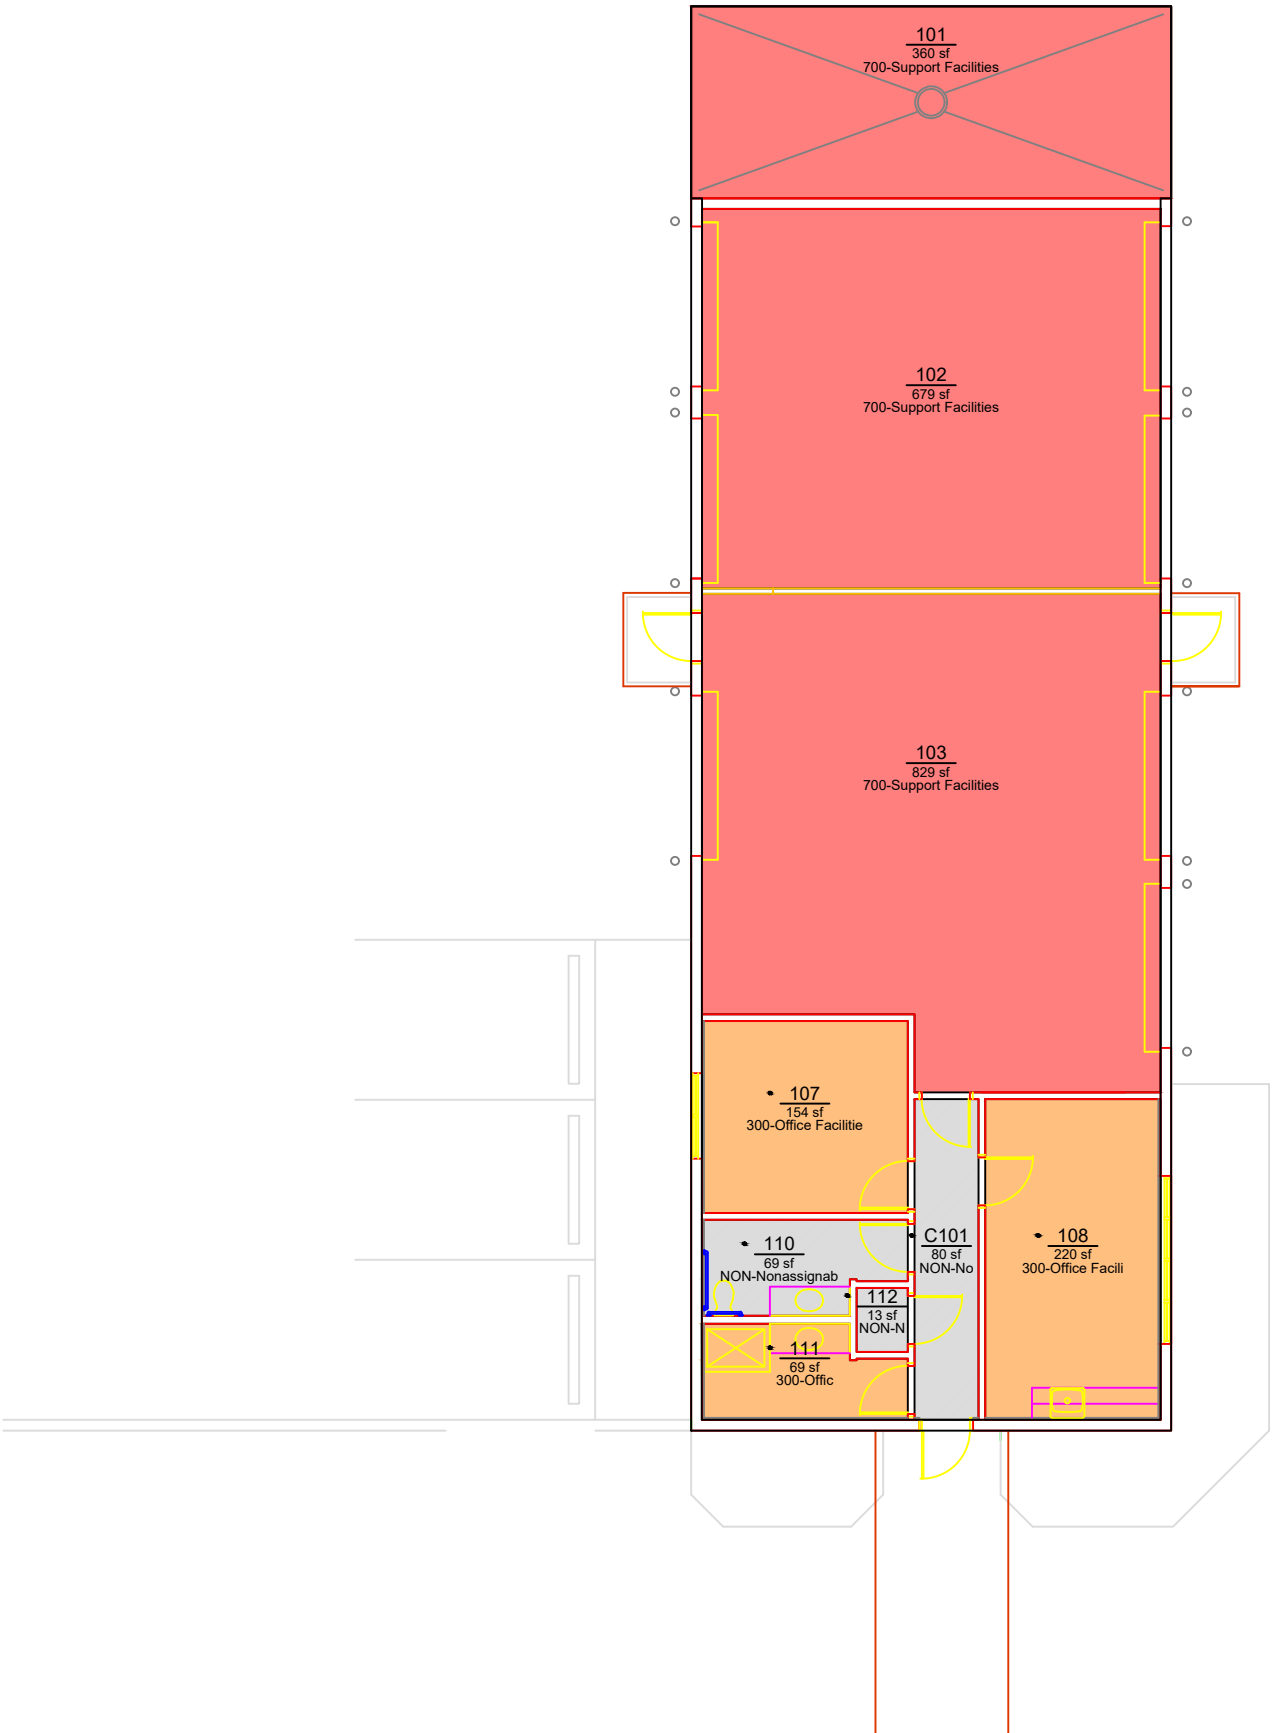 101
360 sf
700-Support Facilities
102
679 sf
700-Support Facilities
103
829 sf
700-Support Facilities
107
154 sf
300-Office Facilitie
C101
80 sf
NON-No
108
220 sf
300-Office Facili
110
69 sf
NON-Nonassignab
112
13 sf
NON-N
111
69 sf
300-Offic